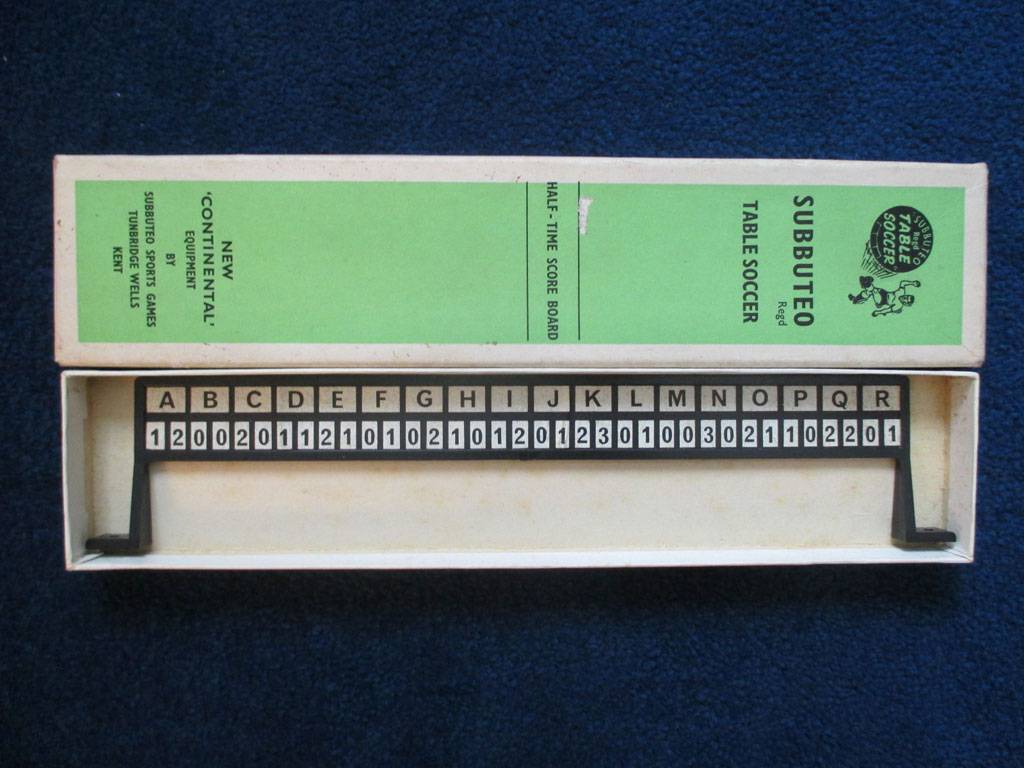 SUBBUTEO
Regd
TABLE
SOCCER
SUBBUTEO
Regd
TABLE SOCCER
HALF-TIME SCORE BOARD
NEW
'CONTINENTAL'
EQUIPMENT
BY
SUBBUTEO SPORTS GAMES
TUNBRIDGE WELLS
KENT
A B C D E F G H I J K L M N O P Q R
1 2 0 0 2 0 1 1 2 1 0 1 0 2 1 0 1 2 0 1 2 3 0 1 0 0 3 0 2 1 1 0 2 2 0 1